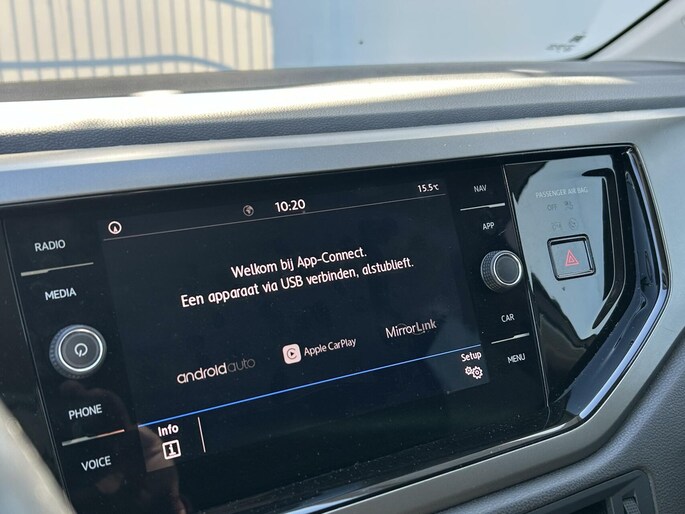 10:20
15.5°C
NAV
PASSENGER AIR BAG
OFF
RADIO
APP
Welkom bij App-Connect.
Een apparaat via USB verbinden, alstublieft.
MEDIA
androidauto
Apple CarPlay
MirrorLink
CAR
Setup
MENU
PHONE
Info
VOICE